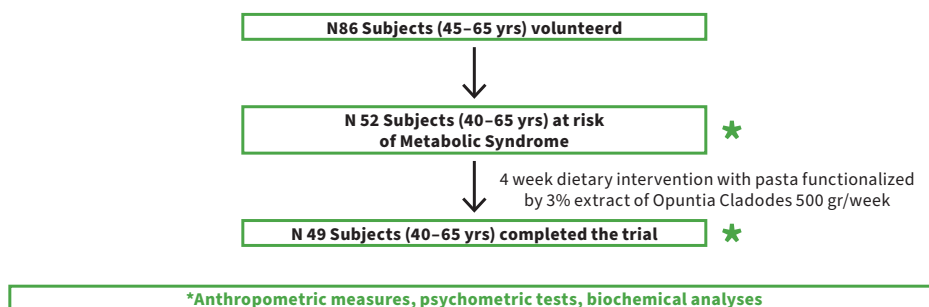 N86 Subjects (45–65 yrs) volunteerd
N 52 Subjects (40–65 yrs) at risk
of Metabolic Syndrome
*
4 week dietary intervention with pasta functionalized
by 3% extract of Opuntia Cladodes 500 gr/week
N 49 Subjects (40–65 yrs) completed the trial
*
*Anthropometric measures, psychometric tests, biochemical analyses